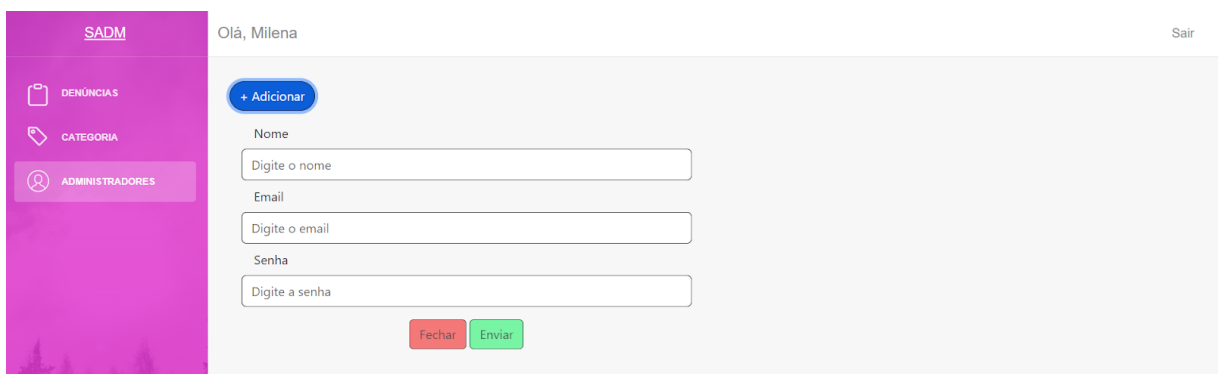 SADM
Olá, Milena
Sair
DENÚNCIAS
CATEGORIA
ADMINISTRADORES
+ Adicionar
Nome
Digite o nome
Email
Digite o email
Senha
Digite a senha
Fechar Enviar